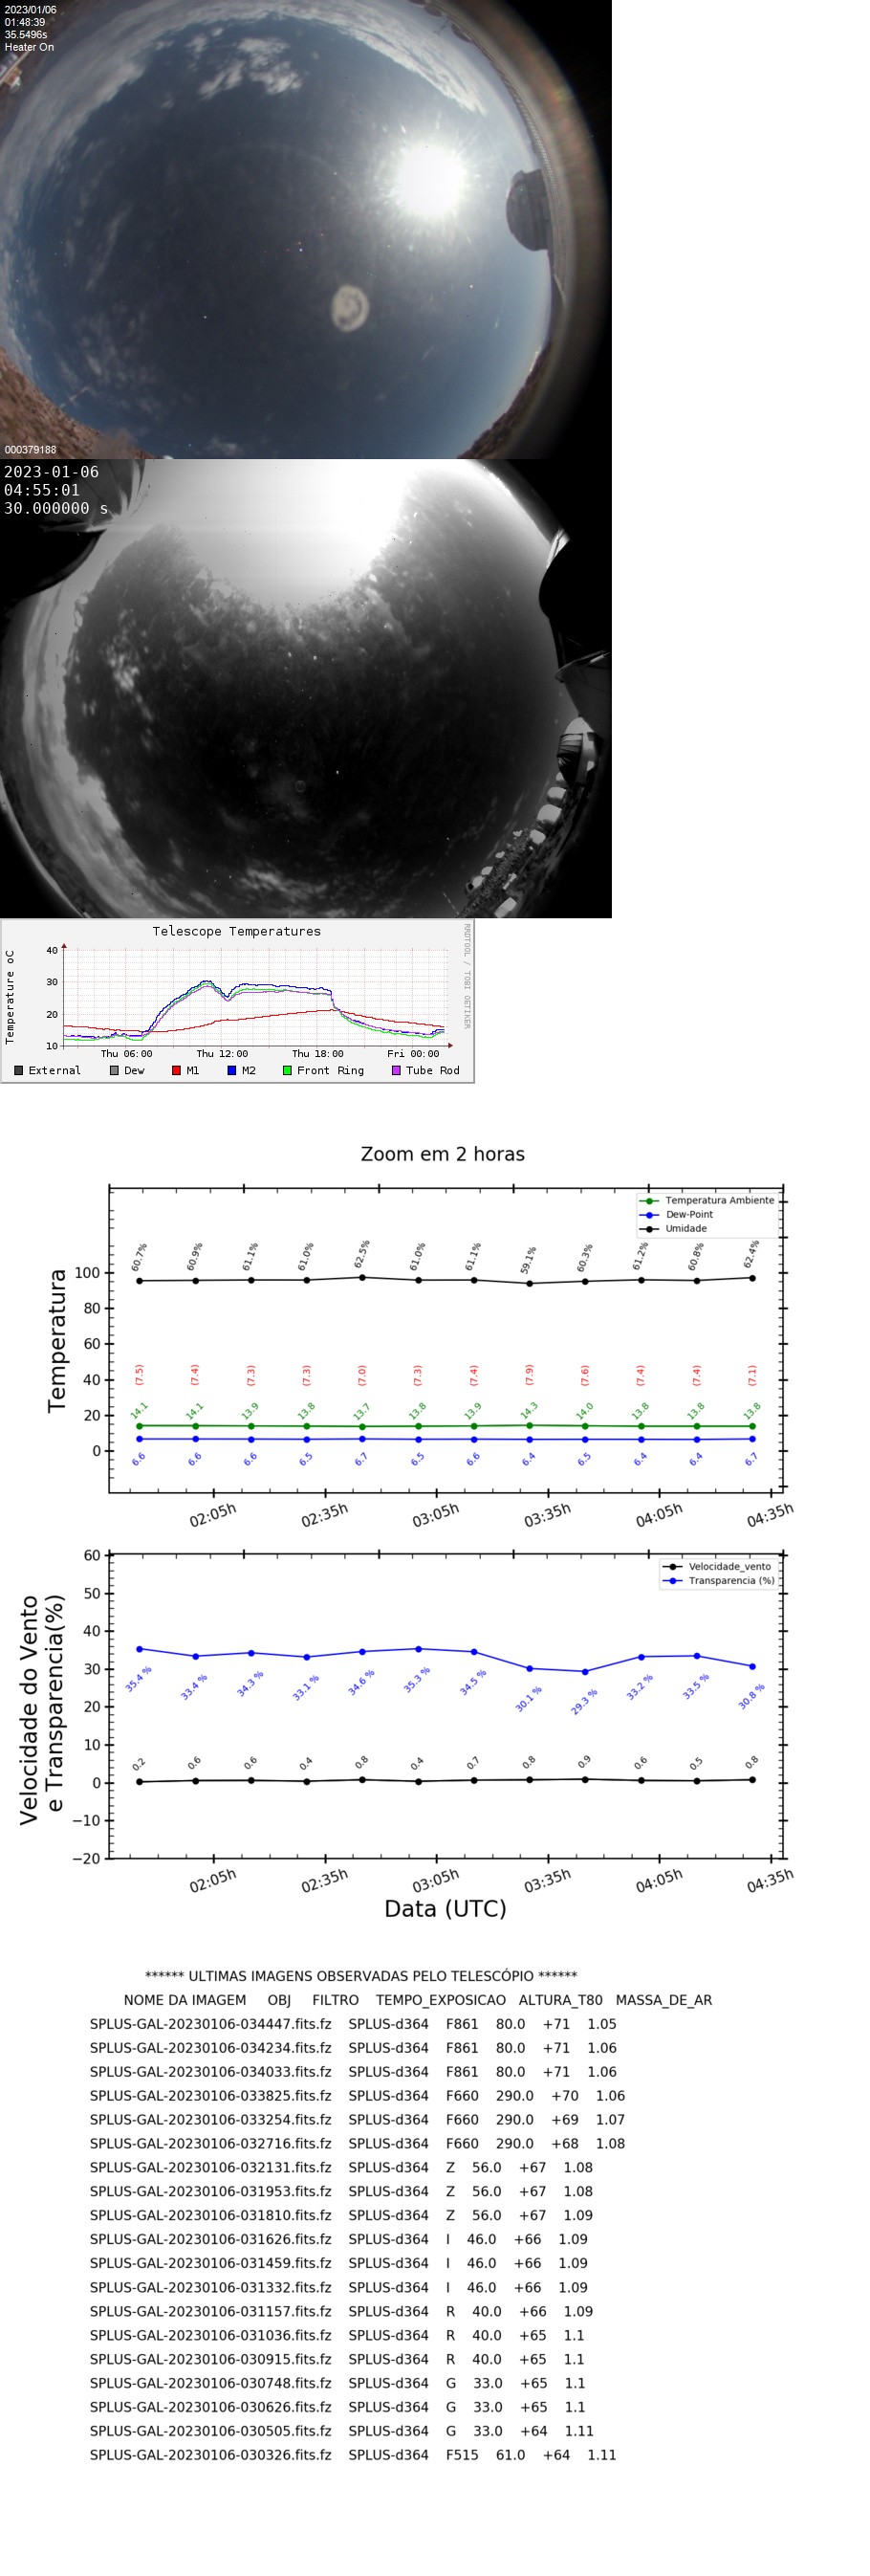 2023/01/06
01:48:39
35.5496s
Heater On
000379188
2023-01-06
04:55:01
30.000000 s
Telescope Temperatures
RRDTOOL / TOBI OETIKER
Temperature oC
40
30
20
10
Thu 06:00 Thu 12:00 Thu 18:00 Fri 00:00
External Dew M1 M2 Front Ring Tube Rod
Zoom em 2 horas
Temperatura Ambiente
Dew-Point
Umidade
Temperatura
100
80
60
40
20
0
60.7% 60.9% 61.1% 61.0% 62.5% 61.0% 61.1% 59.1% 60.3% 61.2% 60.8% 62.4%
(7.5) (7.4) (7.3) (7.3) (7.0) (7.3) (7.4) (7.9) (7.6) (7.4) (7.4) (7.1)
14.1 14.1 13.9 13.8 13.7 13.8 13.9 14.3 14.0 13.8 13.8 13.8
6.6 6.6 6.6 6.5 6.7 6.5 6.6 6.4 6.5 6.4 6.4 6.7
02:05h 02:35h 03:05h 03:35h 04:05h 04:35h
Velocidade_vento
Transparencia (%)
Velocidade do Vento
e Transparencia(%)
60
50
40
30
20
10
0
−10
−20
35.4 % 33.4 % 34.3 % 33.1 % 34.6 % 35.3 % 34.5 % 30.1 % 29.3 % 33.2 % 33.5 % 30.8 %
0.2 0.6 0.6 0.4 0.8 0.4 0.7 0.8 0.9 0.6 0.5 0.8
02:05h 02:35h 03:05h 03:35h 04:05h 04:35h
Data (UTC)
****** ULTIMAS IMAGENS OBSERVADAS PELO TELESCÓPIO ******
NOME DA IMAGEM OBJ FILTRO TEMPO_EXPOSICAO ALTURA_T80 MASSA_DE_AR
SPLUS-GAL-20230106-034447.fits.fz SPLUS-d364 F861 80.0 +71 1.05
SPLUS-GAL-20230106-034234.fits.fz SPLUS-d364 F861 80.0 +71 1.06
SPLUS-GAL-20230106-034033.fits.fz SPLUS-d364 F861 80.0 +71 1.06
SPLUS-GAL-20230106-033825.fits.fz SPLUS-d364 F660 290.0 +70 1.06
SPLUS-GAL-20230106-033254.fits.fz SPLUS-d364 F660 290.0 +69 1.07
SPLUS-GAL-20230106-032716.fits.fz SPLUS-d364 F660 290.0 +68 1.08
SPLUS-GAL-20230106-032131.fits.fz SPLUS-d364 Z 56.0 +67 1.08
SPLUS-GAL-20230106-031953.fits.fz SPLUS-d364 Z 56.0 +67 1.08
SPLUS-GAL-20230106-031810.fits.fz SPLUS-d364 Z 56.0 +67 1.09
SPLUS-GAL-20230106-031626.fits.fz SPLUS-d364 I 46.0 +66 1.09
SPLUS-GAL-20230106-031459.fits.fz SPLUS-d364 I 46.0 +66 1.09
SPLUS-GAL-20230106-031332.fits.fz SPLUS-d364 I 46.0 +66 1.09
SPLUS-GAL-20230106-031157.fits.fz SPLUS-d364 R 40.0 +66 1.09
SPLUS-GAL-20230106-031036.fits.fz SPLUS-d364 R 40.0 +65 1.1
SPLUS-GAL-20230106-030915.fits.fz SPLUS-d364 R 40.0 +65 1.1
SPLUS-GAL-20230106-030748.fits.fz SPLUS-d364 G 33.0 +65 1.1
SPLUS-GAL-20230106-030626.fits.fz SPLUS-d364 G 33.0 +65 1.1
SPLUS-GAL-20230106-030505.fits.fz SPLUS-d364 G 33.0 +64 1.11
SPLUS-GAL-20230106-030326.fits.fz SPLUS-d364 F515 61.0 +64 1.11